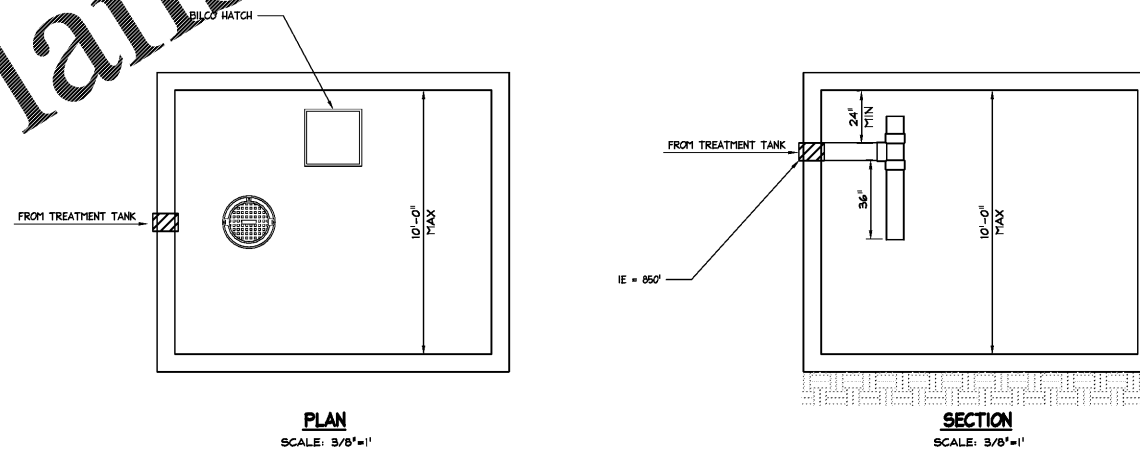 BILCO HATCH
FROM TREATMENT TANK
10'-0"
MAX
PLAN
SCALE: 3/8"=1'
24"
MIN
FROM TREATMENT TANK
36"
10'-0"
MAX
IE = 850'
SECTION
SCALE: 3/8"=1'